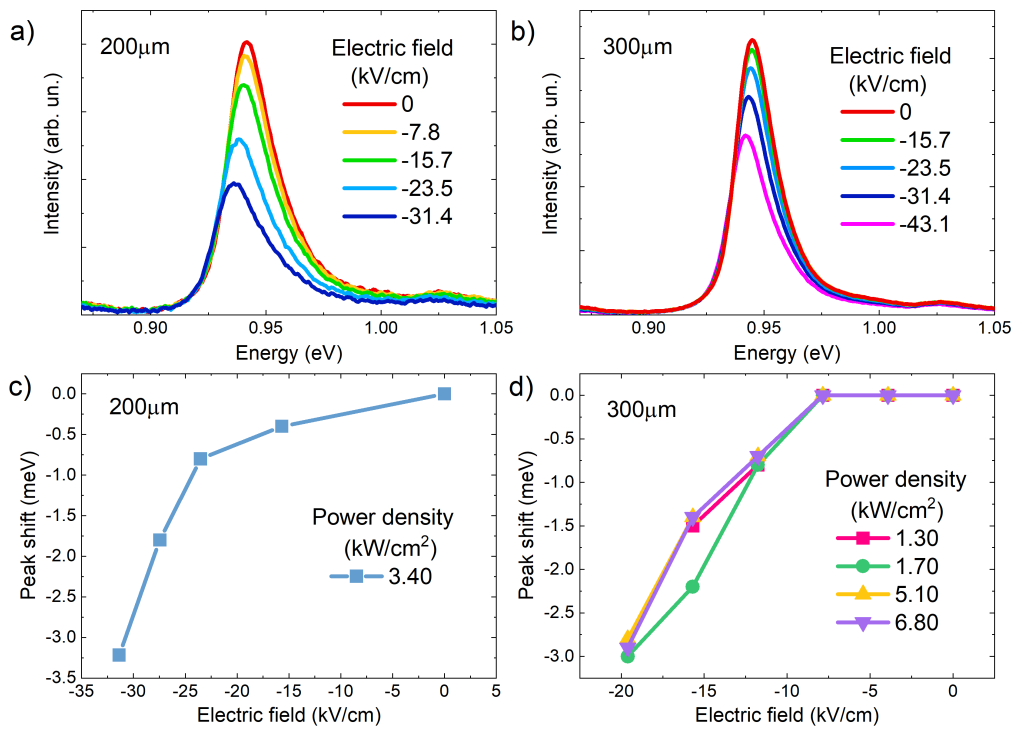 a)
200μm
Electric field
(kV/cm)
0
-7.8
-15.7
-23.5
-31.4
Intensity (arb. un.)
0.90
0.95
1.00
1.05
Energy (eV)
b)
300μm
Electric field
(kV/cm)
0
-15.7
-23.5
-31.4
-43.1
Intensity (arb. un.)
0.90
0.95
1.00
1.05
Energy (eV)
c)
200μm
0.0
-0.5
-1.0
-1.5
-2.0
-2.5
-3.0
-3.5
Peak shift (meV)
Power density
(kW/cm²)
3.40
-35
-30
-25
-20
-15
-10
-5
0
5
Electric field (kV/cm)
d)
300μm
0.0
-0.5
-1.0
-1.5
-2.0
-2.5
-3.0
Peak shift (meV)
Power density
(kW/cm²)
1.30
1.70
5.10
6.80
-20
-15
-10
-5
0
Electric field (kV/cm)